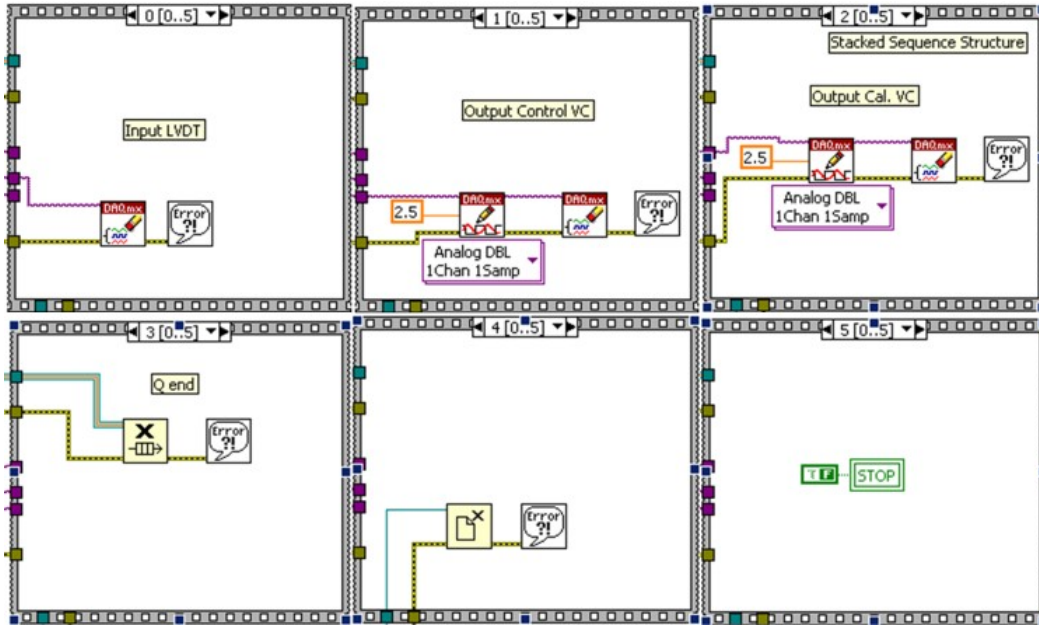 0 [0..5]
Input LVDT
DAQmx
Error
?!
1 [0..5]
Output Control VC
2.5
DAQmx
DAQmx
Error
?!
Analog DBL
1Chan 1Samp
2 [0..5]
Stacked Sequence Structure
Output Cal. VC
2.5
DAQmx
DAQmx
Error
?!
Analog DBL
1Chan 1Samp
3 [0..5]
Q end
X
Error
?!
4 [0..5]
X
Error
?!
5 [0..5]
T F
STOP